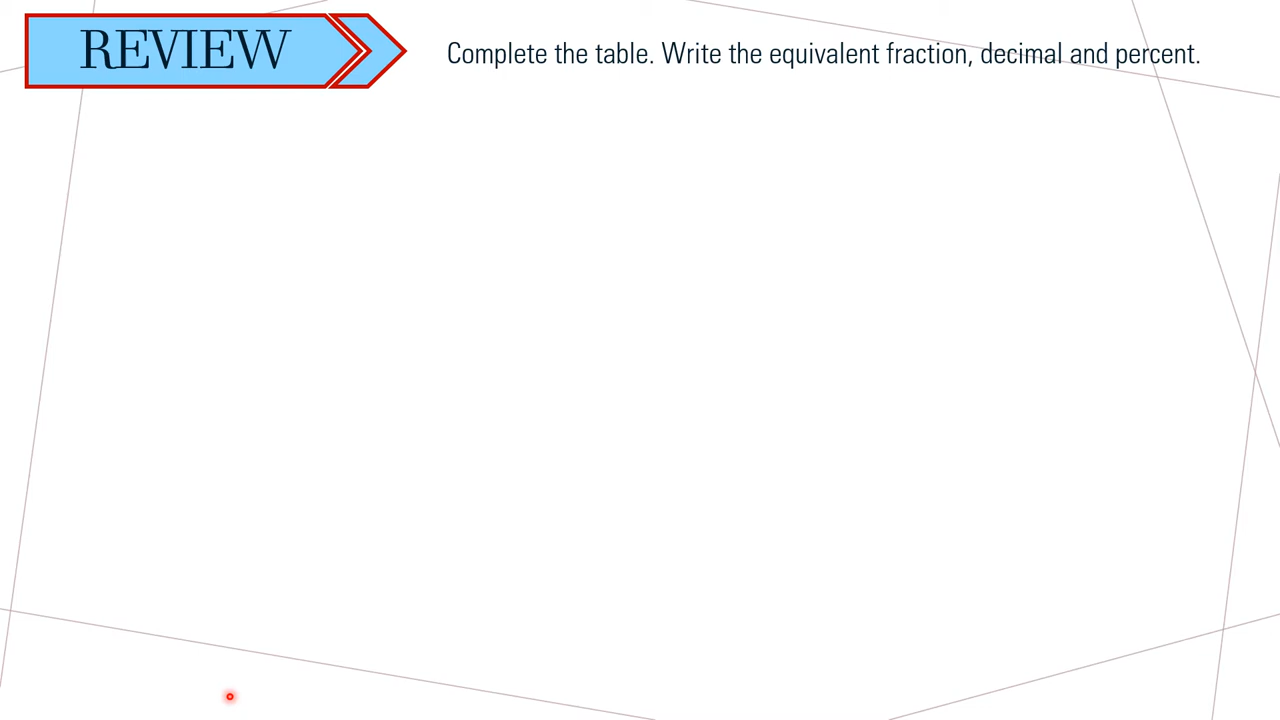 REVIEW
Complete the table. Write the equivalent fraction, decimal and percent.